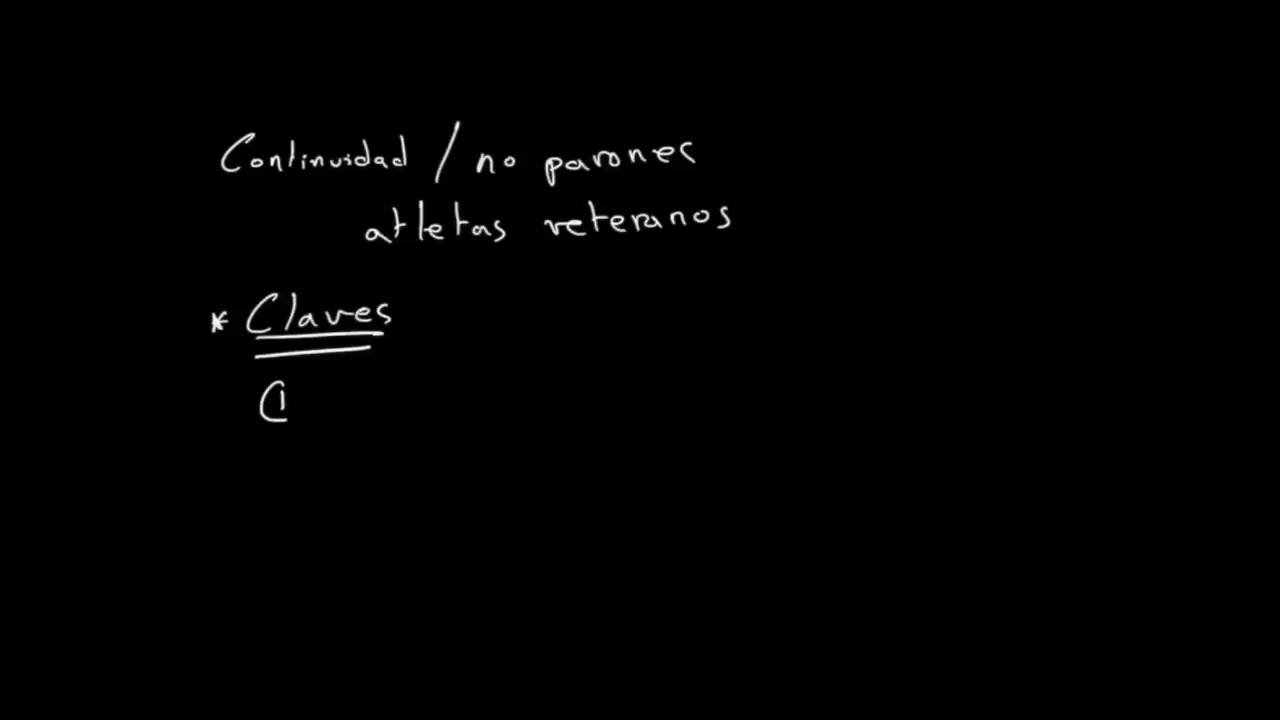 Continuidad / no parones
atletas veteranos
* Claves
C